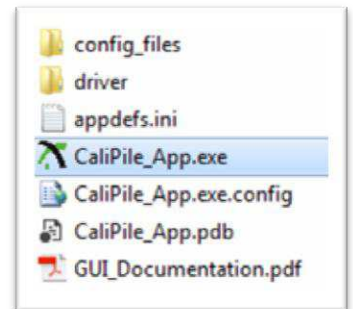 config_files
driver
appdefs.ini
CaliPile_App.exe
CaliPile_App.exe.config
CaliPile_App.pdb
GUI_Documentation.pdf